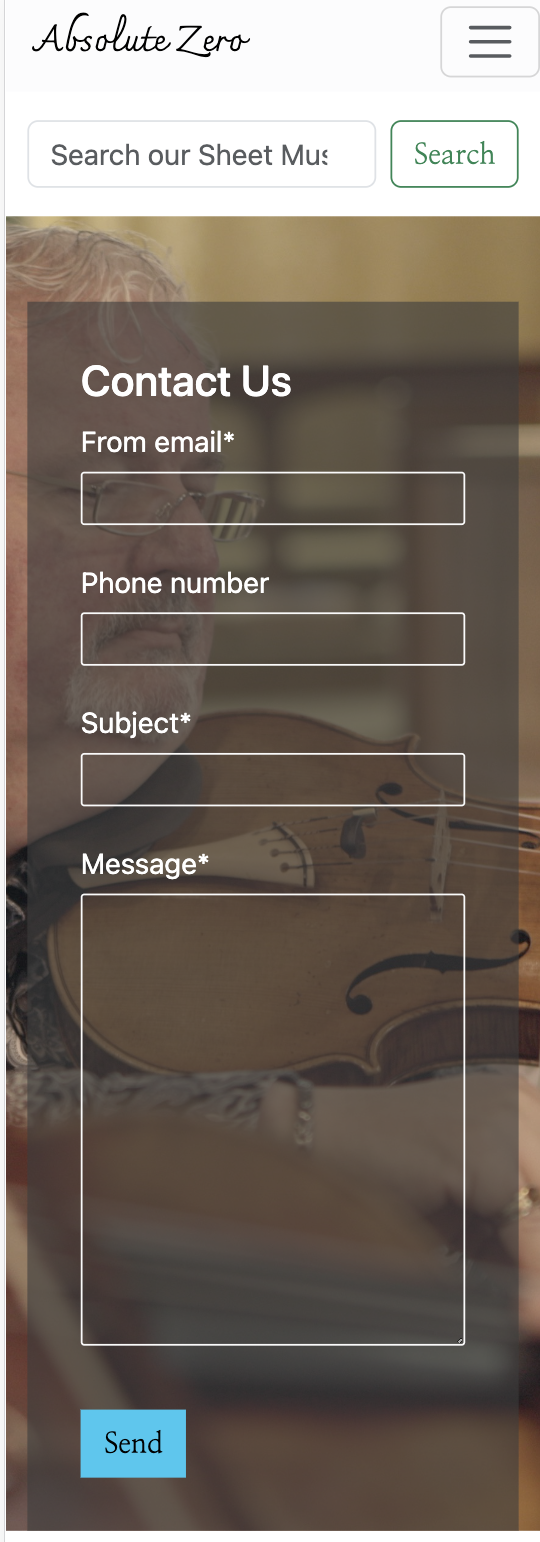 Absolute Zero
Search our Sheet Mus
Search
Contact Us
From email*
Phone number
Subject*
Message*
Send